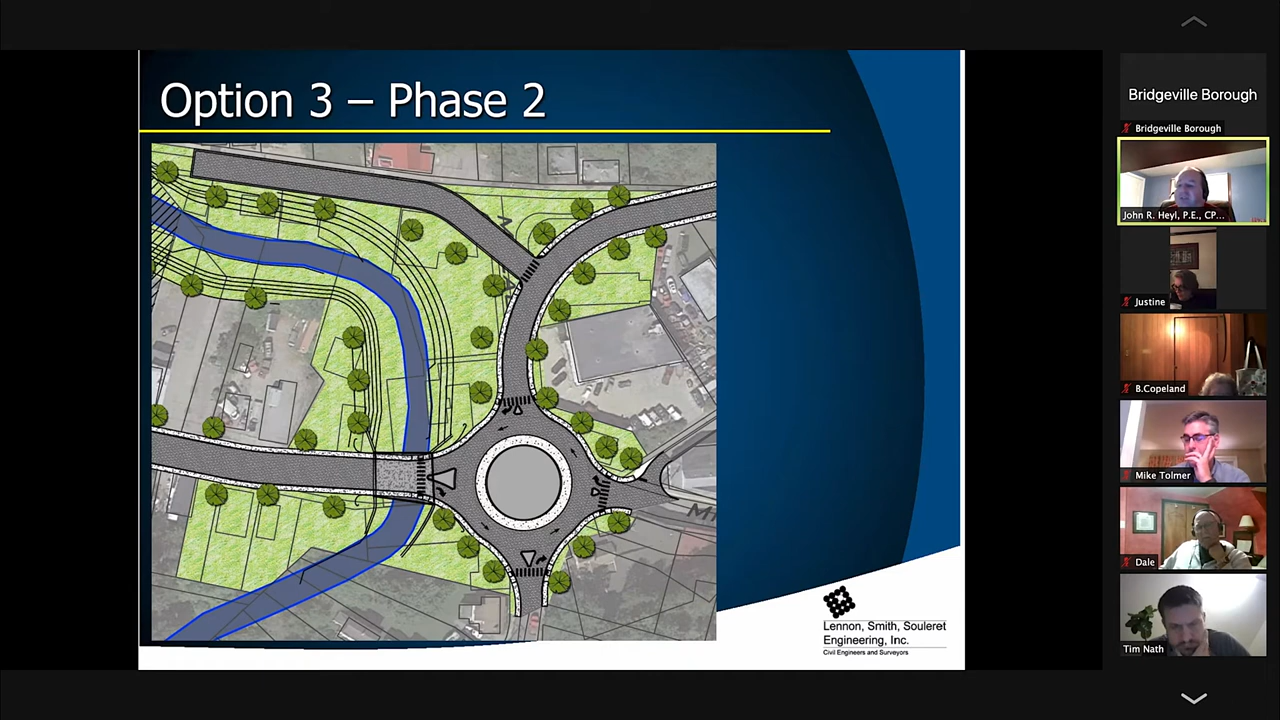 Option 3 – Phase 2
Lennon, Smith, Souleret
Engineering, Inc.
Civil Engineers and Surveyors
Bridgeville Borough
Bridgeville Borough
John R. Heyl, P.E., CP...
Justine
B.Copeland
Mike Tolmer
Dale
Tim Nath